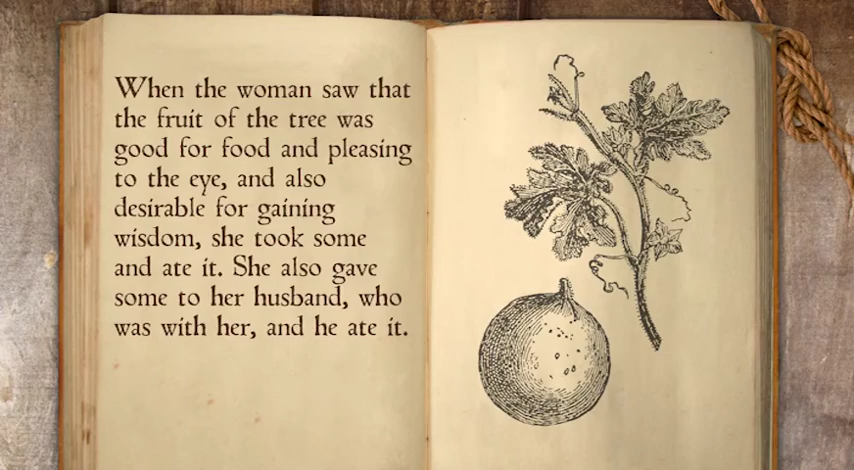 When the woman saw that
the fruit of the tree was
good for food and pleasing
to the eye, and also
desirable for gaining
wisdom, she took some
and ate it. She also gave
some to her husband, who
was with her, and he ate it.